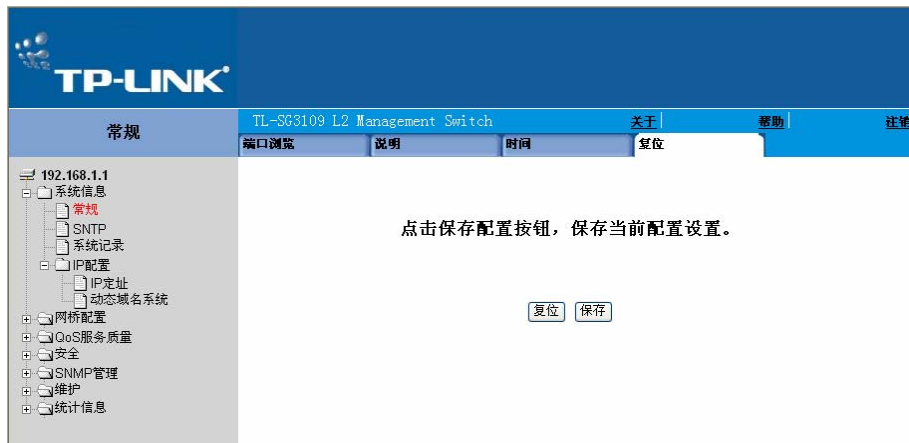 TP-LINK
常规
TL-SG3109 L2 Management Switch
关于
帮助
注销
端口浏览
说明
时间
复位
192.168.1.1
系统信息
常规
SNTP
系统记录
IP配置
IP定址
动态域名系统
网桥配置
QoS服务质量
安全
SNMP管理
维护
统计信息
点击保存配置按钮，保存当前配置设置。
复位
保存